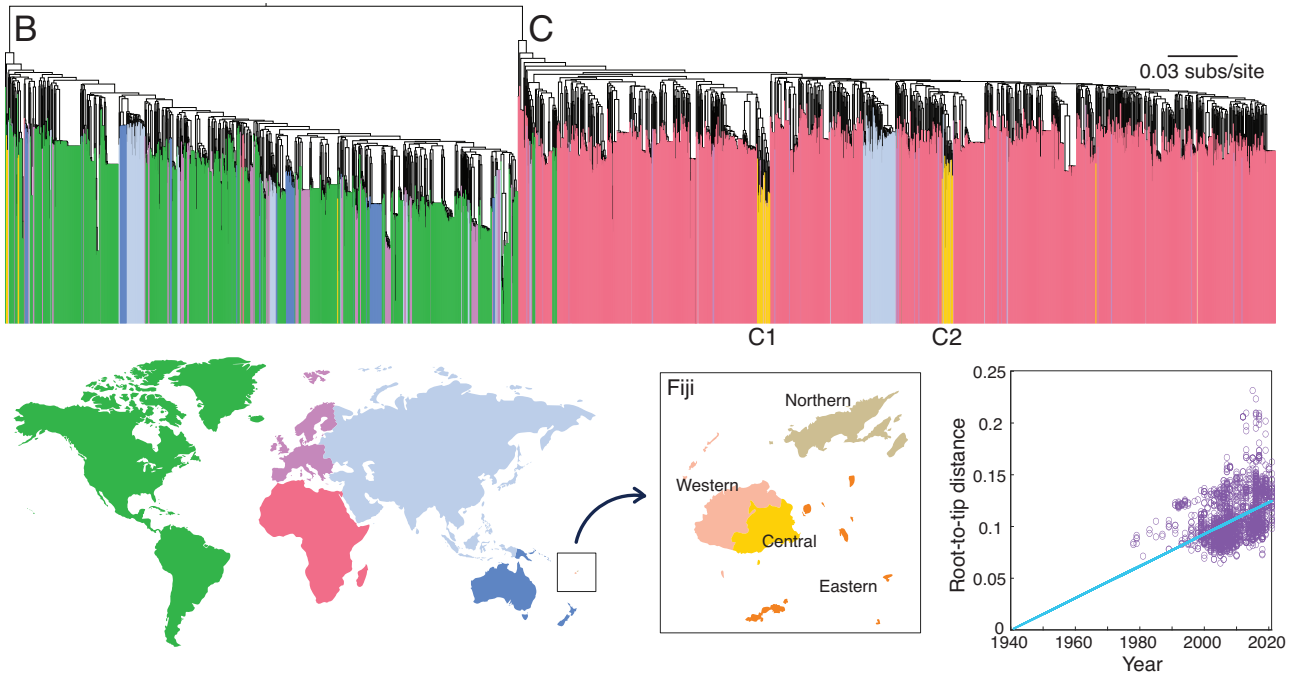 B
C
0.03 subs/site
C1
C2
Fiji
Northern
Western
Central
Eastern
0.25
0.2
0.15
0.1
0.05
0
Root-to-tip distance
1940
1960
1980
2000
2020
Year